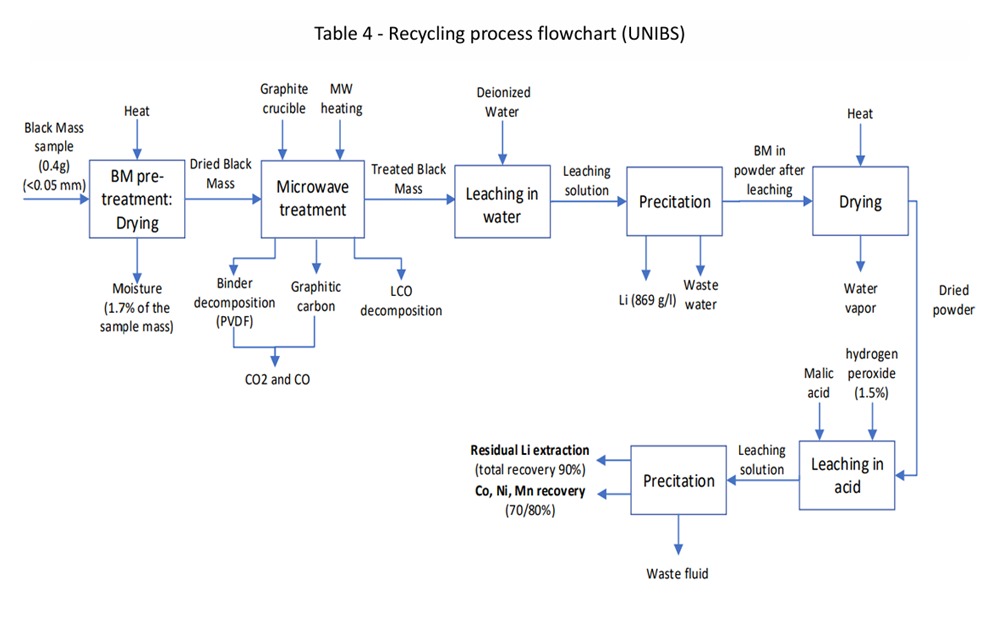 Table 4 - Recycling process flowchart (UNIBS)
Black Mass
sample
(0.4g)
(<0.05 mm)
Heat
BM pre-
treatment:
Drying
Moisture
(1.7% of the
sample mass)
Dried Black
Mass
Graphite
crucible
MW
heating
Microwave
treatment
Binder
decomposition
(PVDF)
Graphitic
carbon
LCO
decomposition
CO2 and CO
Treated Black
Mass
Deionized
Water
Leaching in
water
Leaching
solution
Precitation
Li (869 g/l)
Waste
water
BM in
powder after
leaching
Heat
Drying
Water
vapor
Dried
powder
Malic
acid
hydrogen
peroxide
(1.5%)
Leaching in
acid
Leaching
solution
Precitation
Residual Li extraction
(total recovery 90%)
Co, Ni, Mn recovery
(70/80%)
Waste fluid